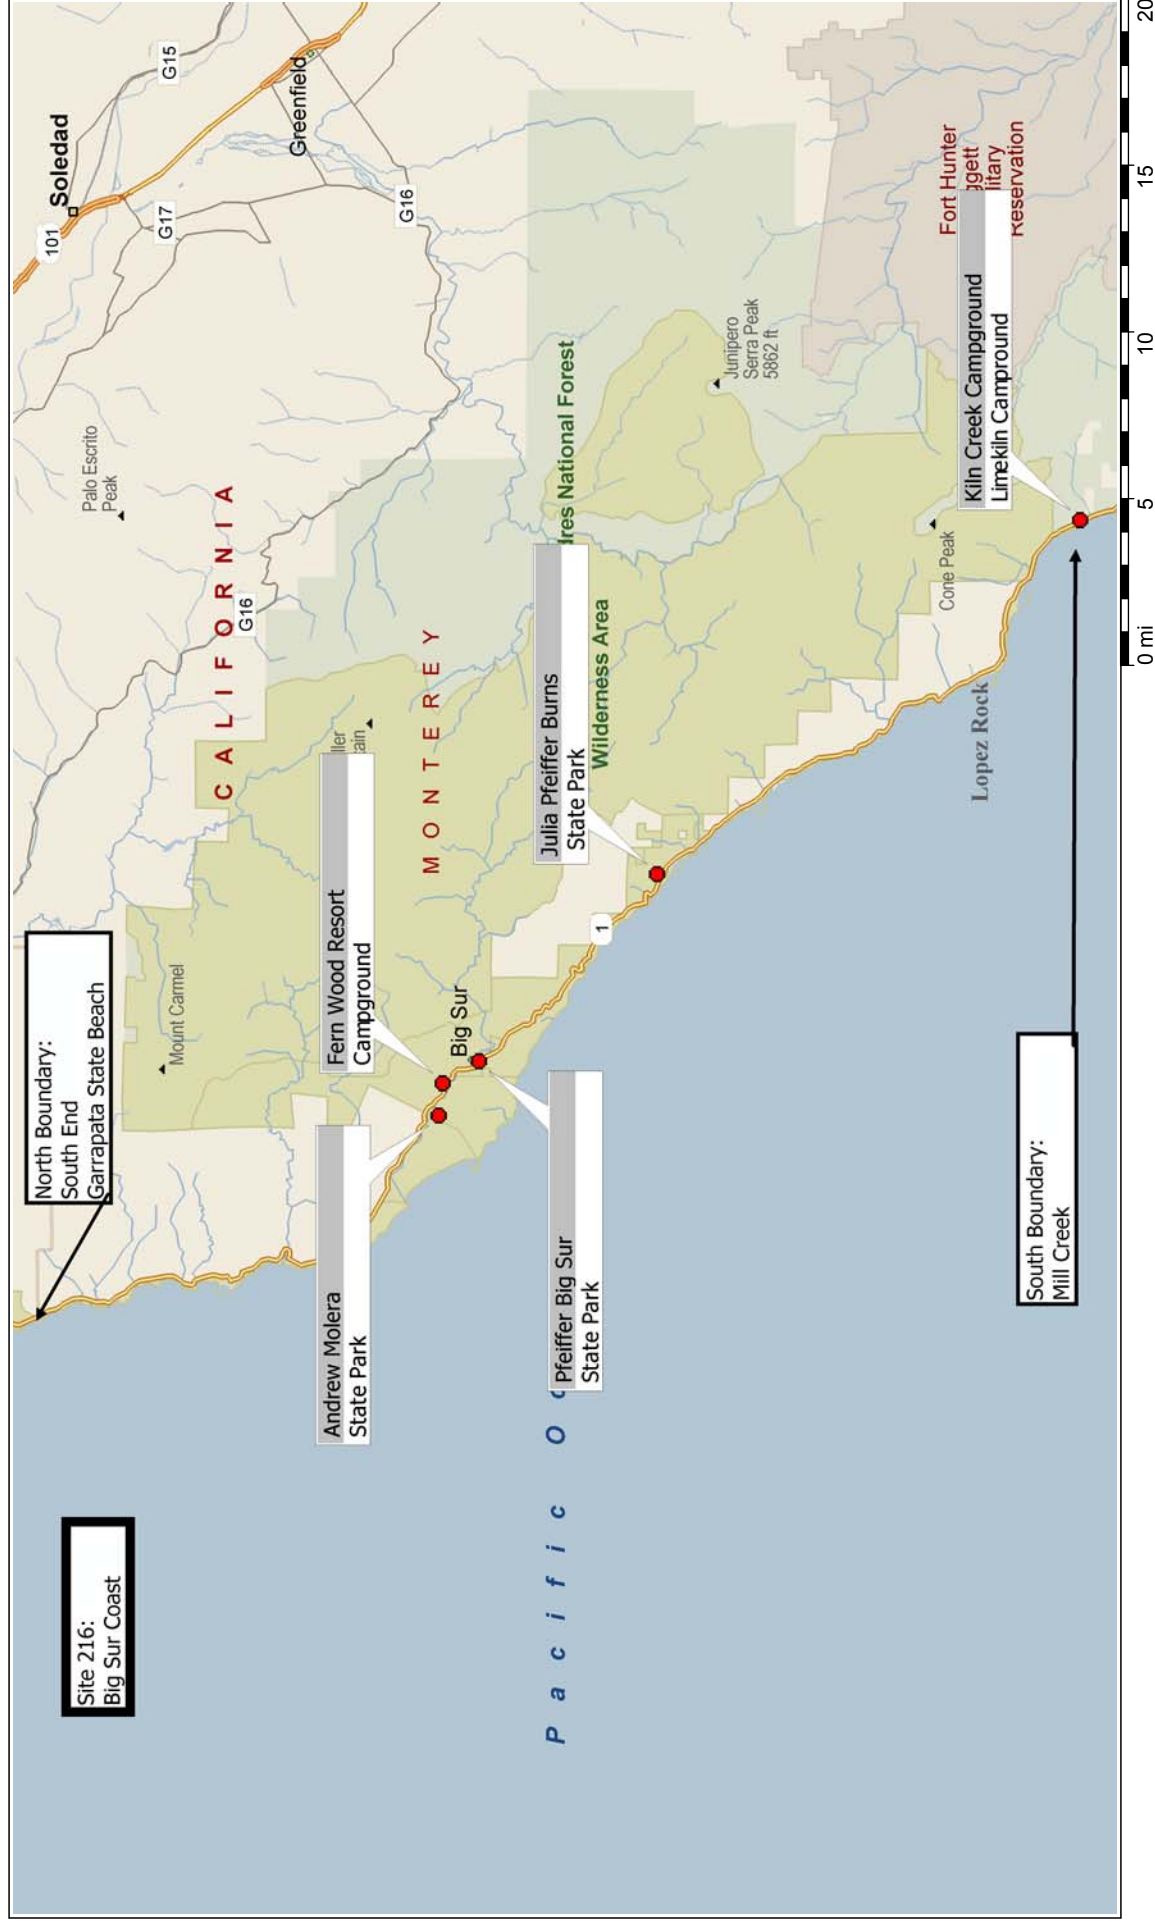 Site 216:
Big Sur Coast
North Boundary:
South End
Garrapata State Beach
Mount Carmel
Palo Escrito
Peak
Soledad
101
G15
G17
Greenfield
G16
CALIFORNIA
G16
MONTEREY
Fern Wood Resort
Campground
Andrew Molera
State Park
Big Sur
Pfeiffer Big Sur
State Park
Julia Pfeiffer Burns
State Park
National Forest
Wilderness Area
1
Junipero
Serra Peak
5862 ft
Pacific
Fort Hunter
Reservation
Kiln Creek Campground
Limekiln Campround
Cone Peak
Lopez Rock
South Boundary:
Mill Creek
0 mi 5 10 15 20